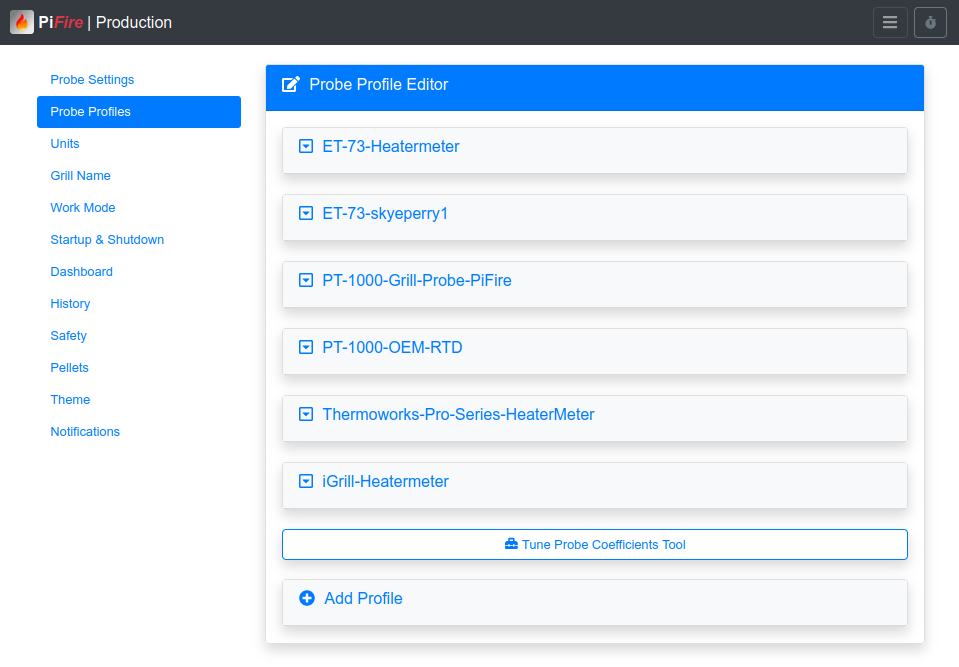 PiFire | Production
Probe Settings
Probe Profiles
Units
Grill Name
Work Mode
Startup & Shutdown
Dashboard
History
Safety
Pellets
Theme
Notifications
Probe Profile Editor
ET-73-Heatermeter
ET-73-skyeperry1
PT-1000-Grill-Probe-PiFire
PT-1000-OEM-RTD
Thermoworks-Pro-Series-HeaterMeter
iGrill-Heatermeter
Tune Probe Coefficients Tool
Add Profile